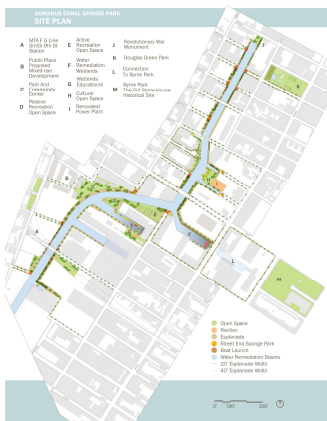 GOWANUS CANAL SPONGE PARK
SITE PLAN
A MTA F G Line
Smith-9th St
Station
B Public Place
Proposed
Mixed-use
Development
C Park And
Community
Center
D Passive
Recreation
Open Space
E Active
Recreation
Open Space
F Water
Remediation
Wetlands
G Wetlands
Educational
H Cultural
Open Space
I Renovated
Power Plant
J Revolutionary War
Monument
K Douglas Green Park
L Connection
To Byrne Park
M Byrne Park
The Old Stone House
Historical Site
J
K
H
B
A
L
M
Open Space
Pavilion
Esplanade
Street End Sponge Park
Boat Launch
Water Remediation Basins
20' Esplanade Width
40' Esplanade Width
0' 100' 300'